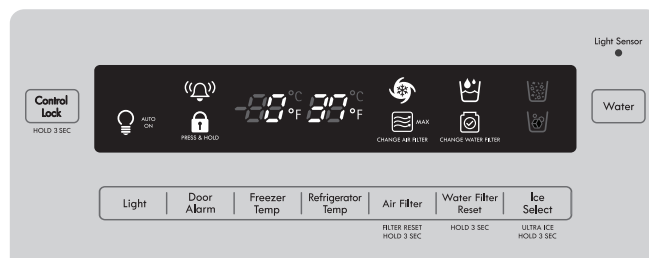 Light Sensor
Control Lock
HOLD 3 SEC
AUTO ON
PRESS & HOLD
0 °F
37 °F
°C
°C
MAX
CHANGE AIR FILTER
CHANGE WATER FILTER
Water
Light
Door Alarm
Freezer Temp
Refrigerator Temp
Air Filter
Water Filter Reset
Ice Select
FILTER RESET
HOLD 3 SEC
HOLD 3 SEC
ULTRA ICE
HOLD 3 SEC